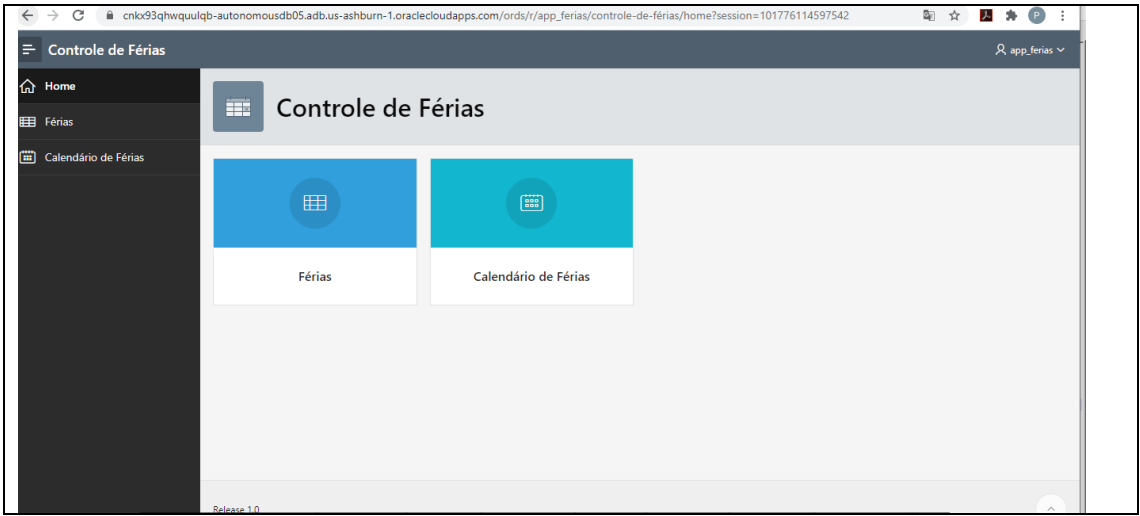 cnkx93qhwquulqb-autonomousdb05.adb.us-ashburn-1.oraclecloudapps.com/ords/r/app_ferias/controle-de-férias/home?session=101776114597542
P
Controle de Férias
app_ferias
Home
Férias
Calendário de Férias
Controle de Férias
Férias
Calendário de Férias
Release 1.0